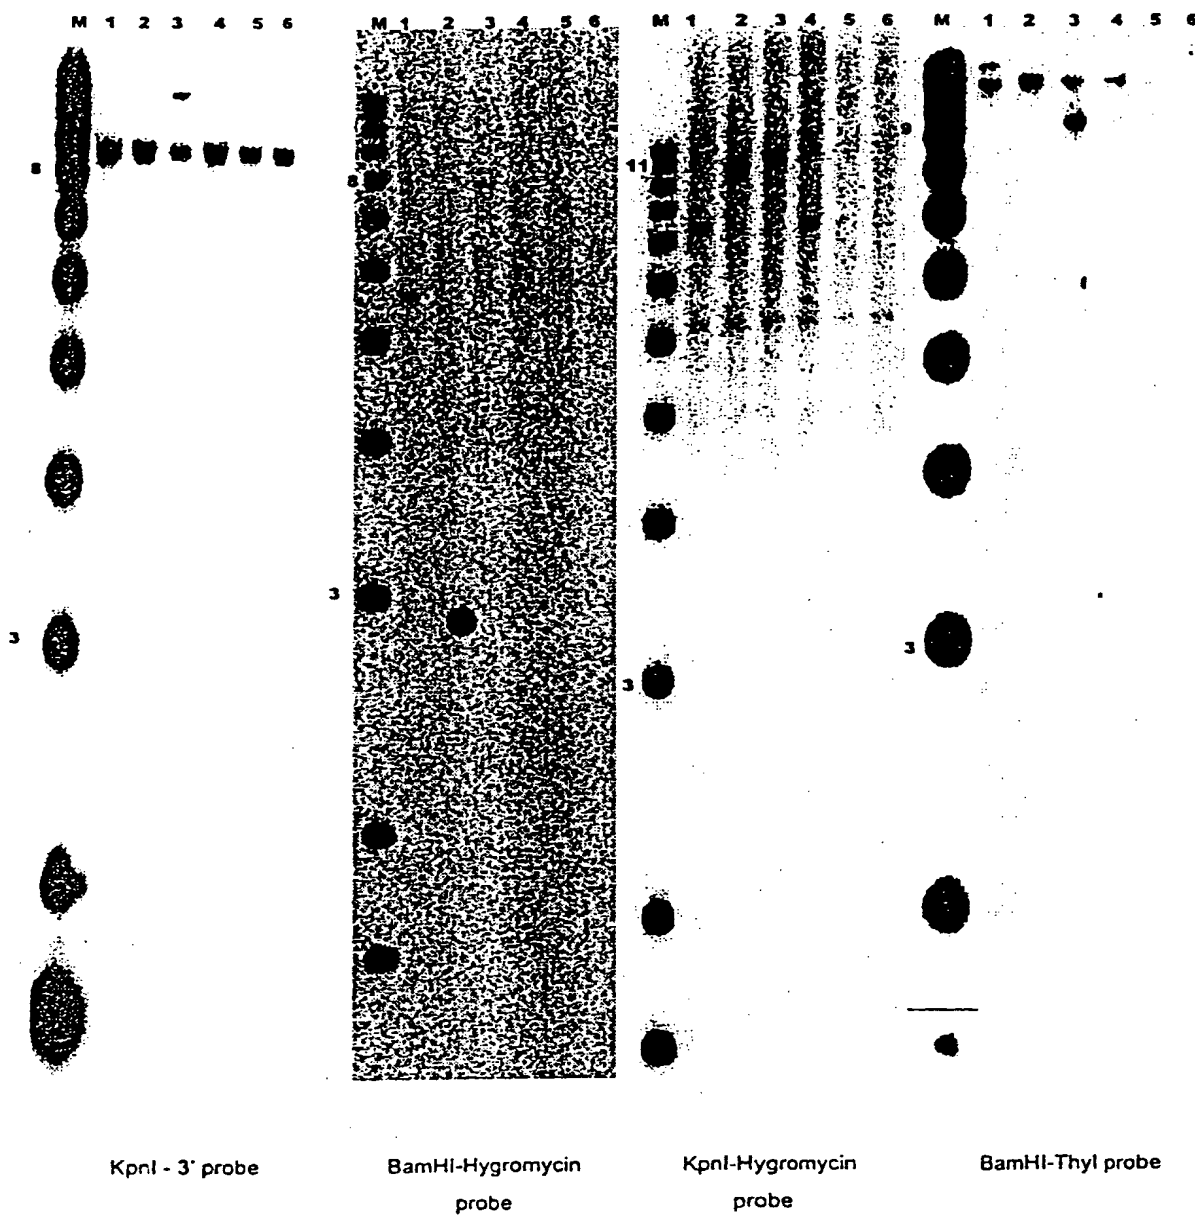 M 1 2 3 4 5 6
M 1 2 3 4 5 6
M 1 2 3 4 5 6
M 1 2 3 4 5 6
8
3
8
3
11
3
9
3
KpnI - 3' probe
BamHI-Hygromycin
probe
KpnI-Hygromycin
probe
BamHI-Thyl probe